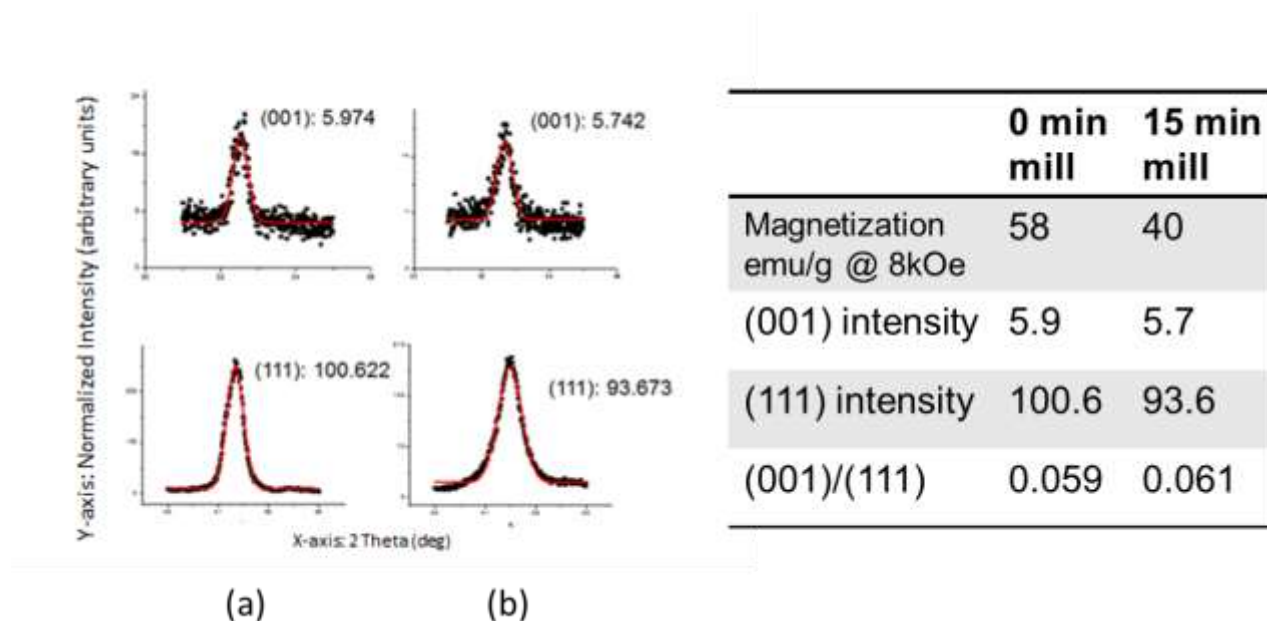 Y-axis: Normalized Intensity (arbitrary units)
(001): 5.974
(001): 5.742
(111): 100.622
(111): 93.673
X-axis: 2 Theta (deg)
(a)
(b)
0 min mill
15 min mill
Magnetization emu/g @ 8kOe
58
40
(001) intensity
5.9
5.7
(111) intensity
100.6
93.6
(001)/(111)
0.059
0.061